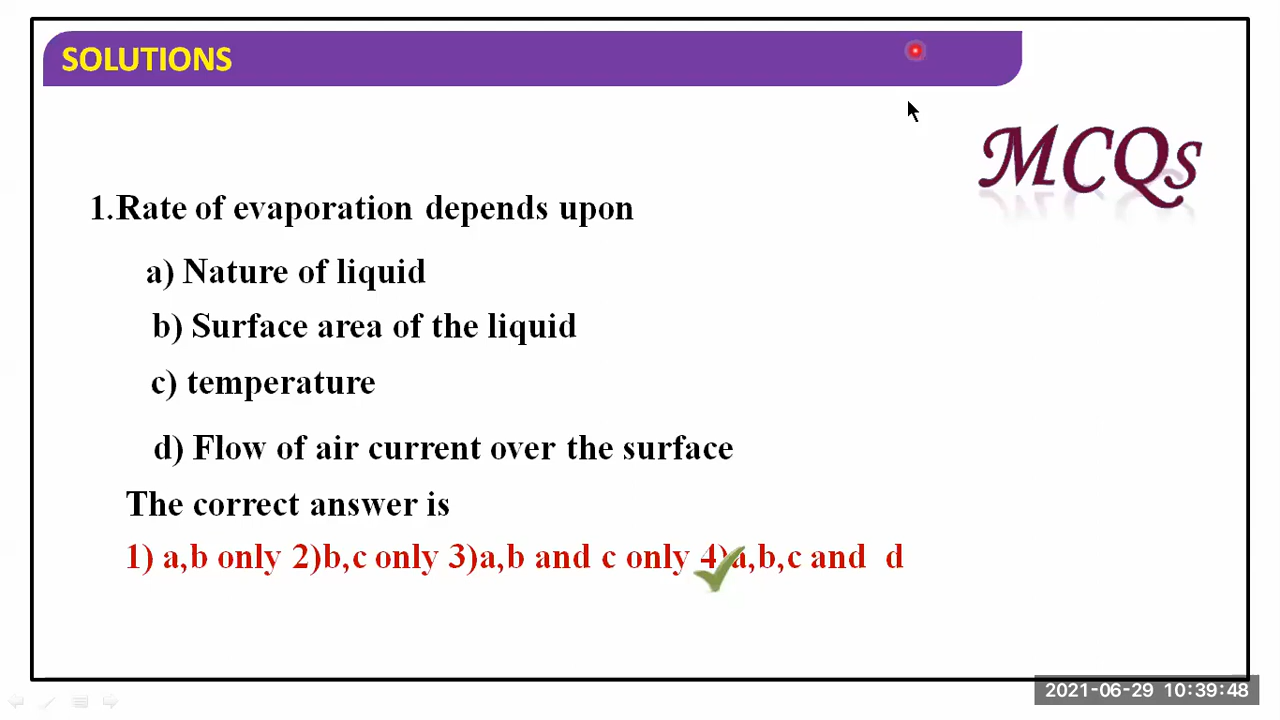 SOLUTIONS
MCQs
1.Rate of evaporation depends upon
a) Nature of liquid
b) Surface area of the liquid
c) temperature
d) Flow of air current over the surface
The correct answer is
1) a,b only 2)b,c only 3)a,b and c only 4)a,b,c and d
2021-06-29 10:39:48